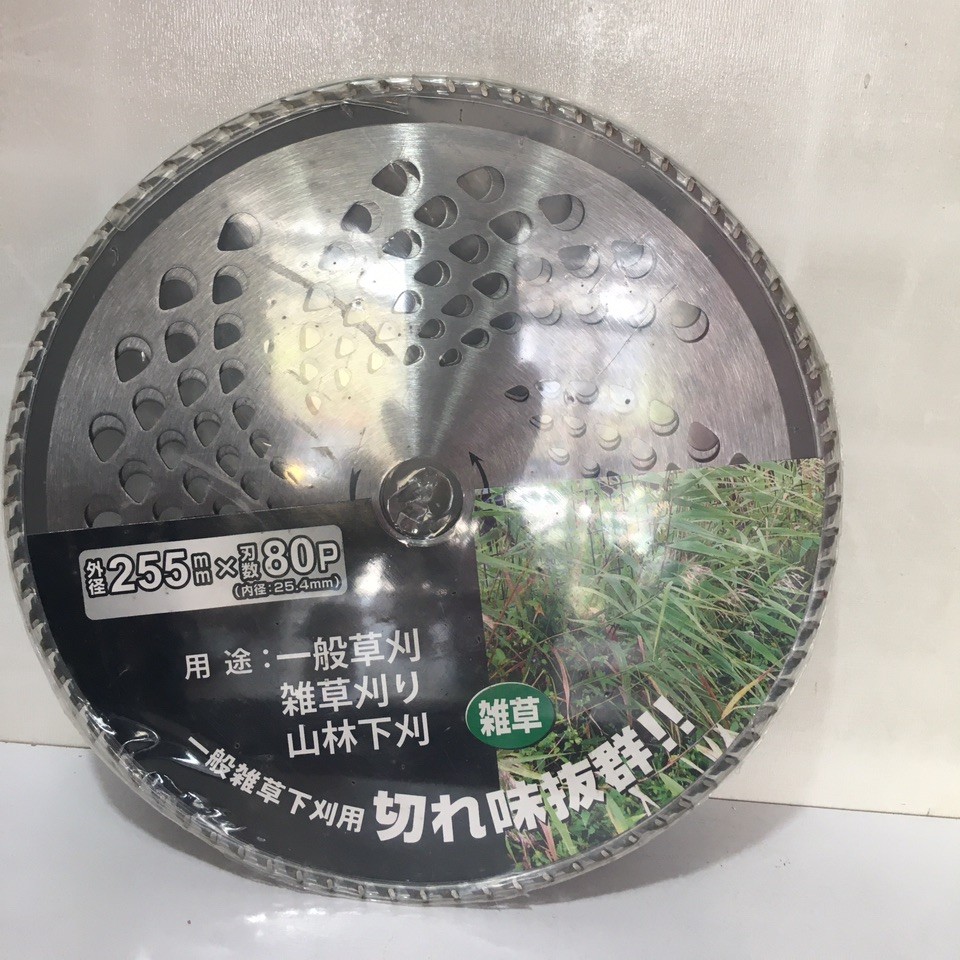 外径255mm×刃数80P
(内径:25.4mm)
用途:一般草刈
雑草刈り
山林下刈
雑草
一般雑草下刈用
切れ味抜群!!